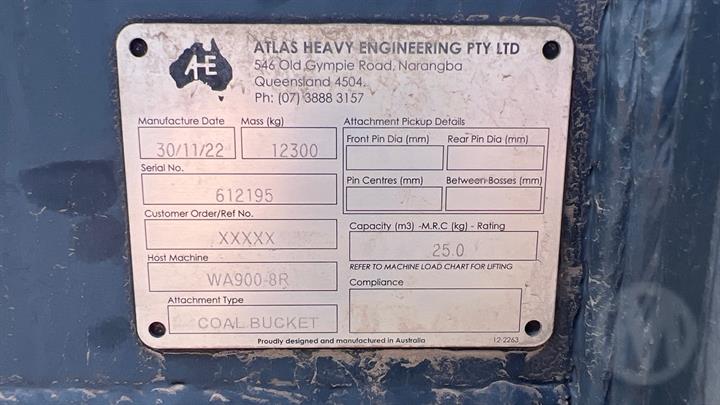 AHE
ATLAS HEAVY ENGINEERING PTY LTD
546 Old Gympie Road, Narangba
Queensland 4504.
Ph: (07) 3888 3157
Manufacture Date
30/11/22
Mass (kg)
12300
Serial No.
612195
Customer Order/Ref No.
XXXXX
Host Machine
WA900-8R
Attachment Type
COAL BUCKET
Attachment Pickup Details
Front Pin Dia (mm)
Rear Pin Dia (mm)
Pin Centres (mm)
Between Bosses (mm)
Capacity (m3) -M.R.C (kg) - Rating
25.0
REFER TO MACHINE LOAD CHART FOR LIFTING
Compliance
Proudly designed and manufactured in Australia
12-2263
M